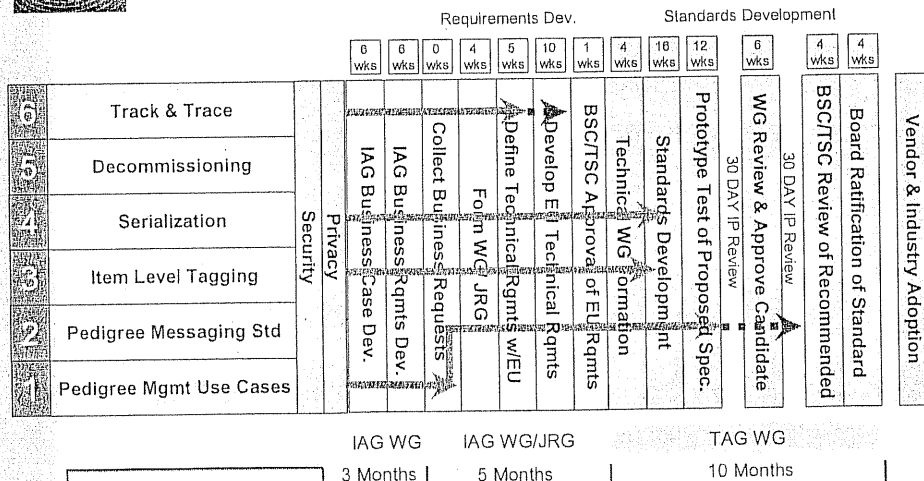 Requirements Dev.
Standards Development
6 wks
6 wks
0 wks
4 wks
5 wks
10 wks
1 wks
4 wks
16 wks
12 wks
6 wks
4 wks
4 wks
6
Track & Trace
5
Decommissioning
4
Serialization
3
Item Level Tagging
2
Pedigree Messaging Std
1
Pedigree Mgmt Use Cases
Security
Privacy
IAG Business Case Dev.
IAG Business Rqmts Dev.
Collect Business Requests
Form WG/ JRG
Define Technical Rqmts w/EU
Develop EU Technical Rqmts
BSC/TSC Approval of EU Rqmts
Technical WG Formation
Standards Development
Prototype Test of Proposed Spec.
30 DAY IP Review
WG Review & Approve Candidate
30 DAY IP Review
BSC/TSC Review of Recommended
Board Ratification of Standard
Vendor & Industry Adoption
IAG WG
IAG WG/JRG
TAG WG
3 Months
5 Months
10 Months